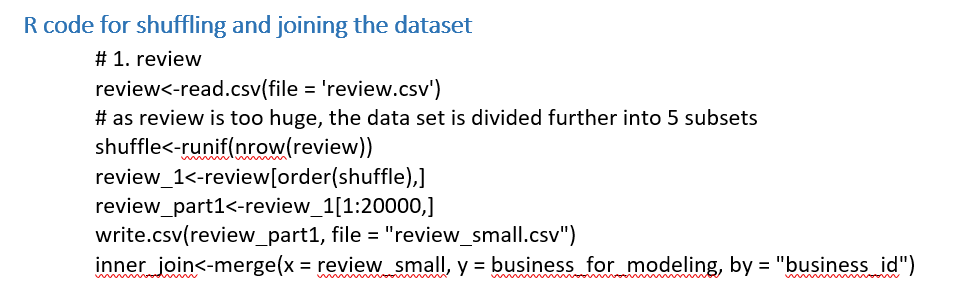 R code for shuffling and joining the dataset
# 1. review
review<-read.csv(file = 'review.csv')
# as review is too huge, the data set is divided further into 5 subsets
shuffle<-runif(nrow(review))
review_1<-review[order(shuffle),]
review_part1<-review_1[1:20000,]
write.csv(review_part1, file = "review_small.csv")
inner_join<-merge(x = review_small, y = business_for_modeling, by = "business_id")